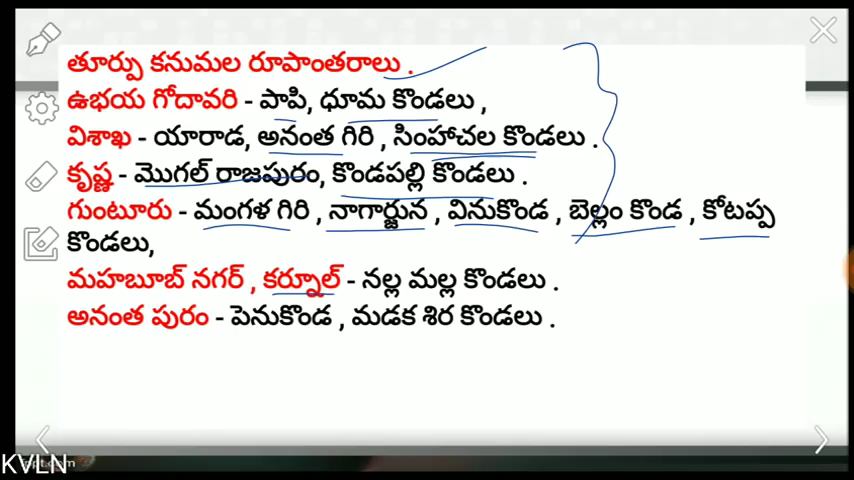 తూర్పు కనుమల రూపాంతరాలు .
ఉభయ గోదావరి - పాపి, ధూమ కొండలు ,
విశాఖ - యారాడ, అనంత గిరి , సింహాచల కొండలు .
కృష్ణ - మొగల్ రాజపురం, కొండపల్లి కొండలు .
గుంటూరు - మంగళ గిరి , నాగార్జున , వినుకొండ , బెల్లం కొండ , కోటప్ప
కొండలు,
మహబూబ్ నగర్ , కర్నూల్ - నల్ల మల్ల కొండలు .
అనంత పురం - పెనుకొండ , మడక శిర కొండలు .
KVLN